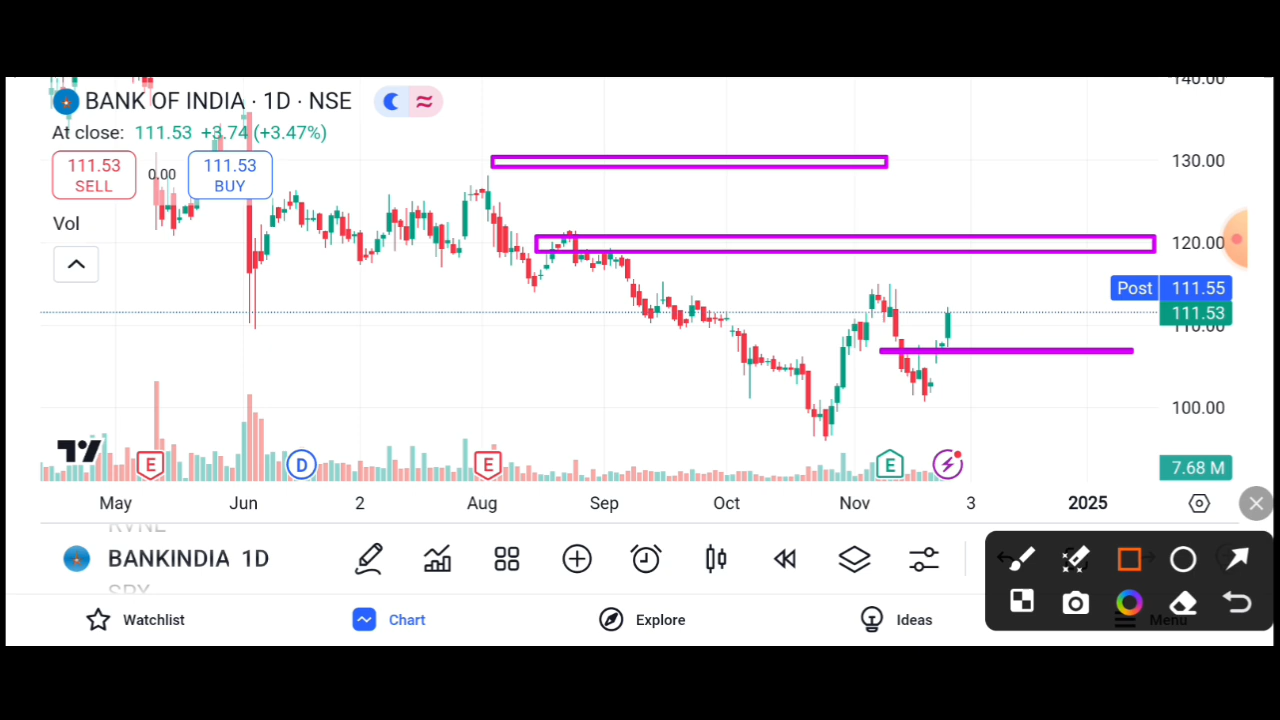 140.00
BANK OF INDIA · 1D · NSE
At close: 111.53 +3.74 (+3.47%)
111.53 SELL
0.00
111.53 BUY
130.00
Vol
120.00
Post 111.55
111.53
110.00
100.00
E D E E
7.68 M
May Jun 2 Aug Sep Oct Nov 3 2025
RVNL
BANKINDIA 1D
SPY
Watchlist Chart Explore Ideas Menu